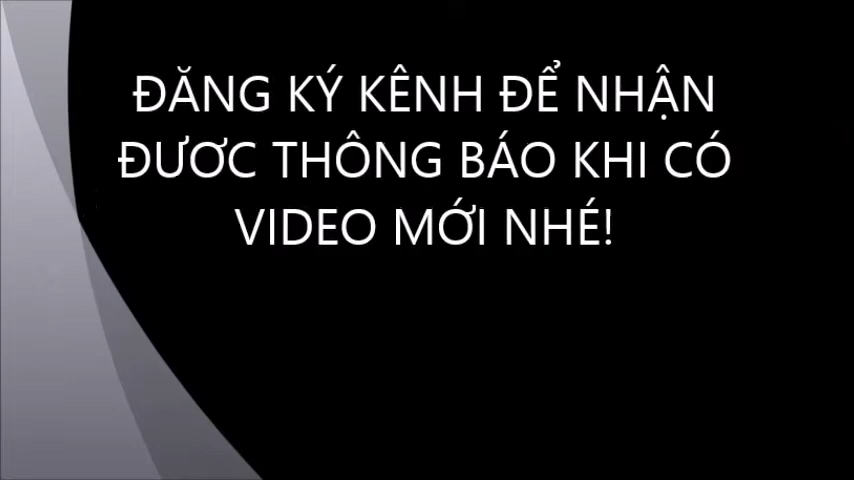 ĐĂNG KÝ KÊNH ĐỂ NHẬN
ĐƯƠC THÔNG BÁO KHI CÓ
VIDEO MỚI NHÉ!